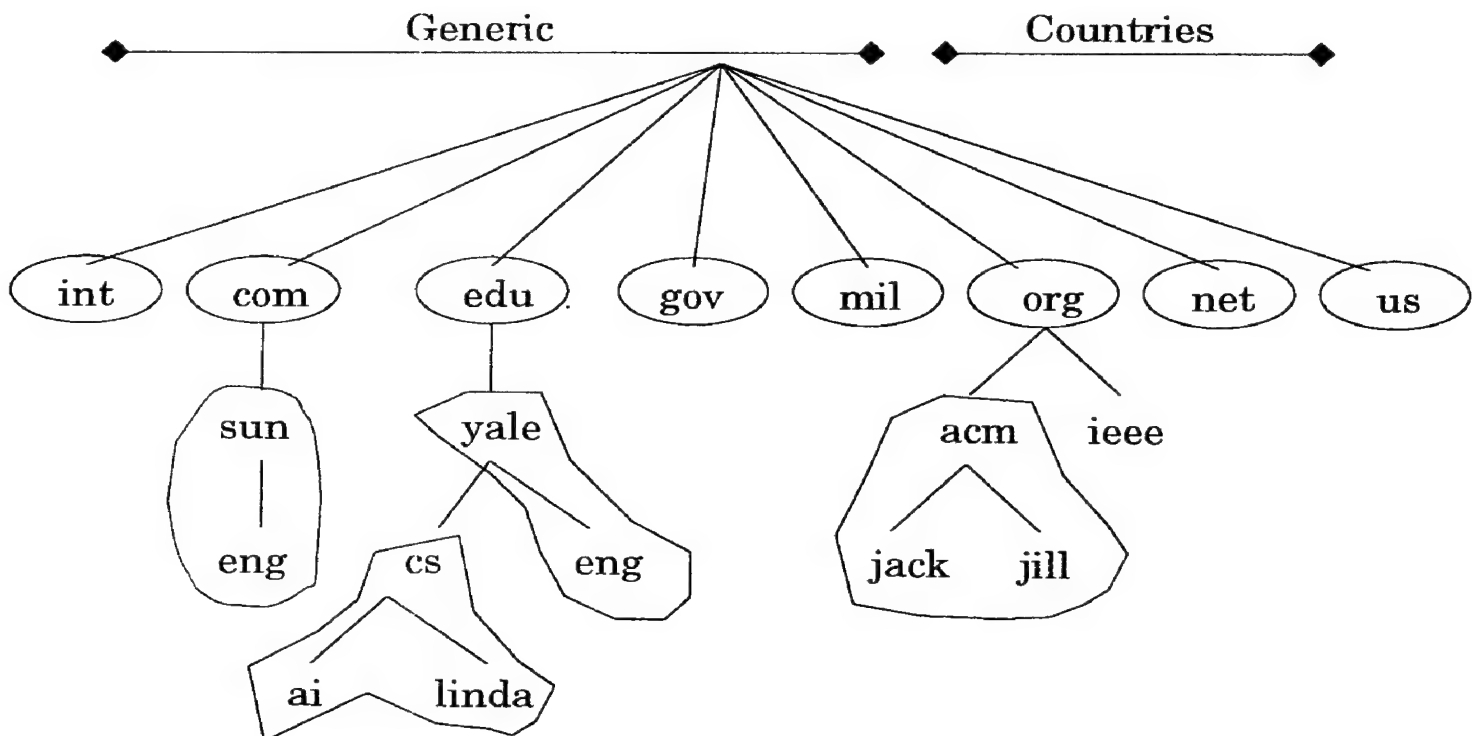 Generic Countries
int com edu gov mil org net us
sun yale acm ieee
eng cs eng jack jill
ai linda